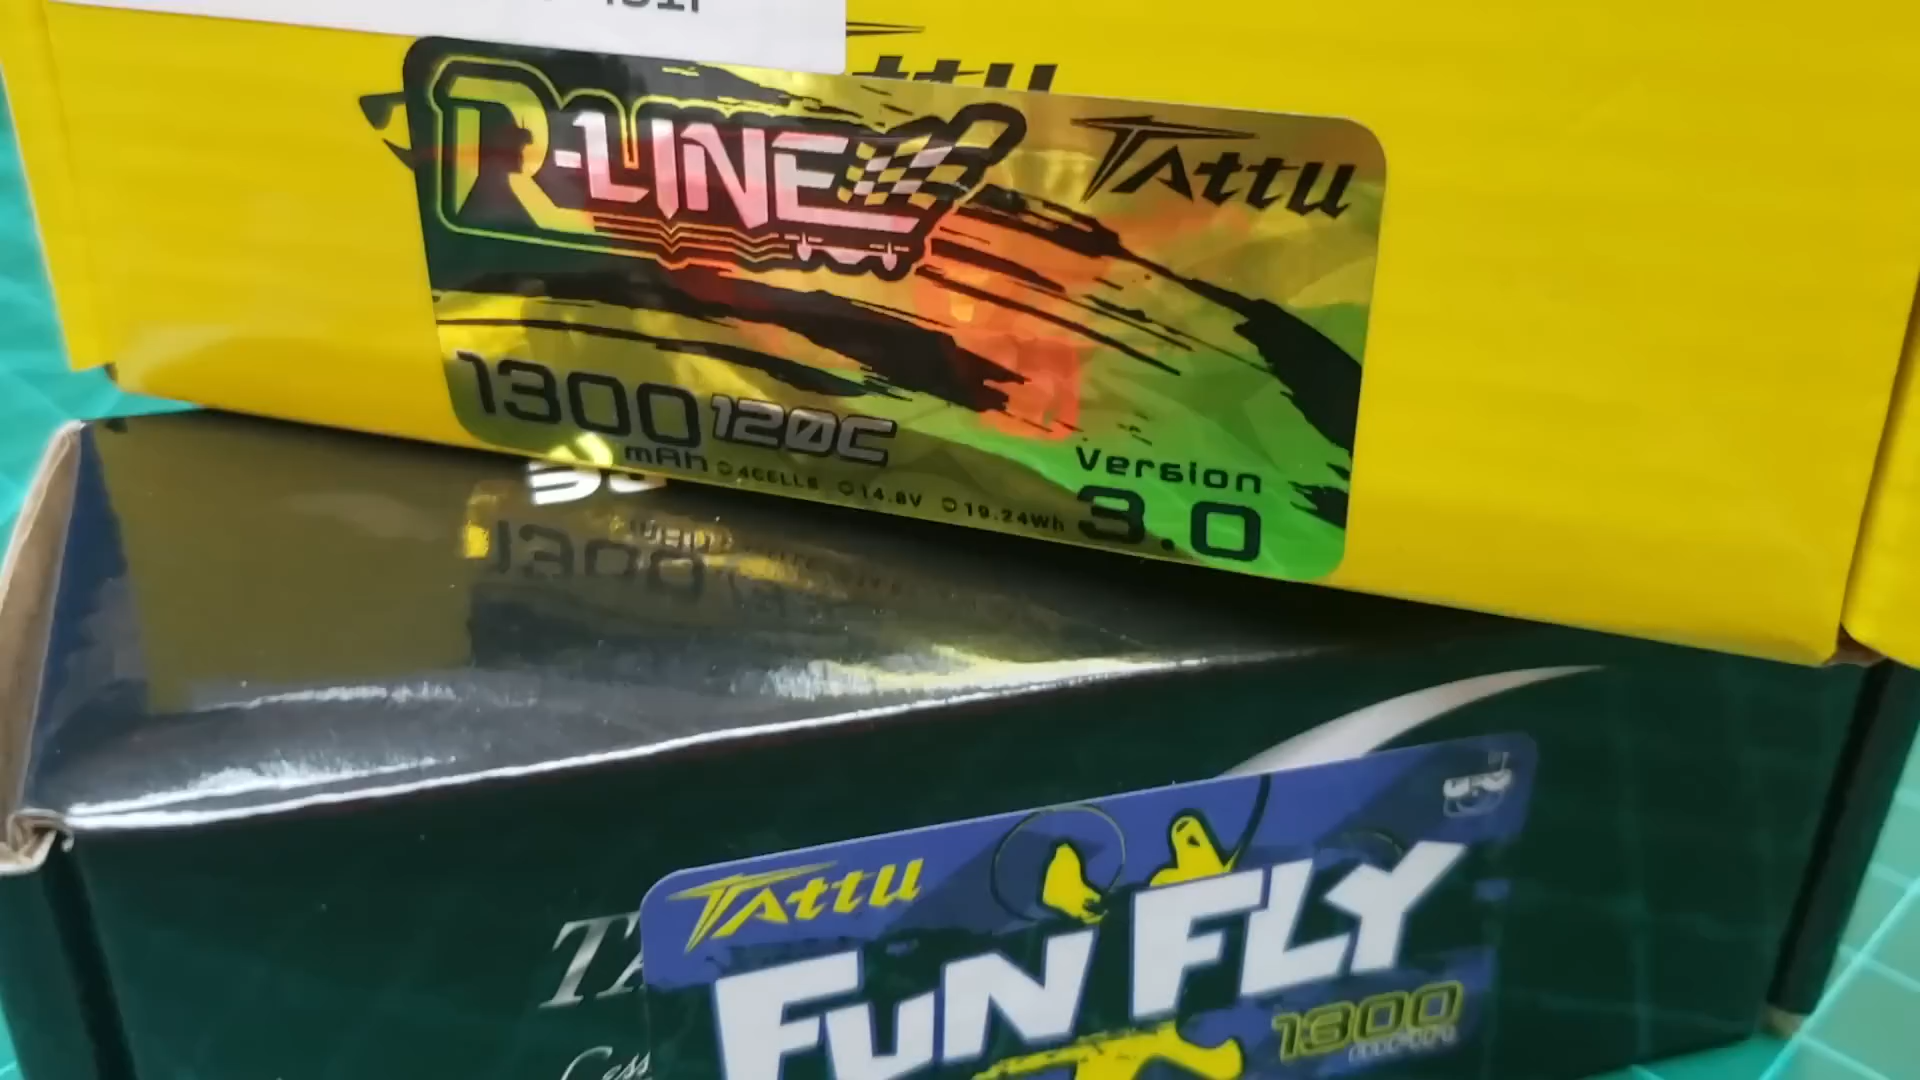 Tattu
R-LINE
1300 120C
mAh 4CELLS 14.8V 19.24Wh
Version
3.0
Tattu
FUN FLY
1300